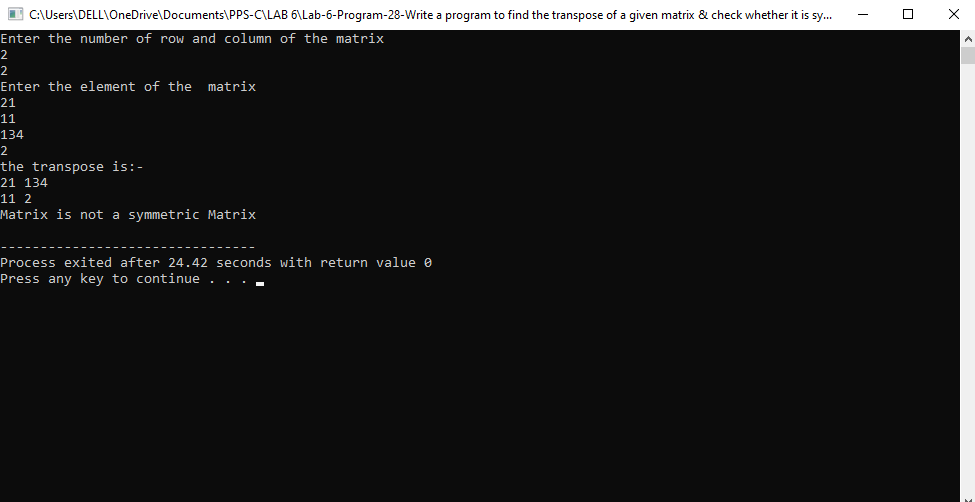 C:\Users\DELL\OneDrive\Documents\PPS-C\LAB 6\Lab-6-Program-28-Write a program to find the transpose of a given matrix & check whether it is sy...
Enter the number of row and column of the matrix
2
2
Enter the element of the  matrix
21
11
134
2
the transpose is:-
21 134
11 2
Matrix is not a symmetric Matrix
--------------------------------
Process exited after 24.42 seconds with return value 0
Press any key to continue . . .